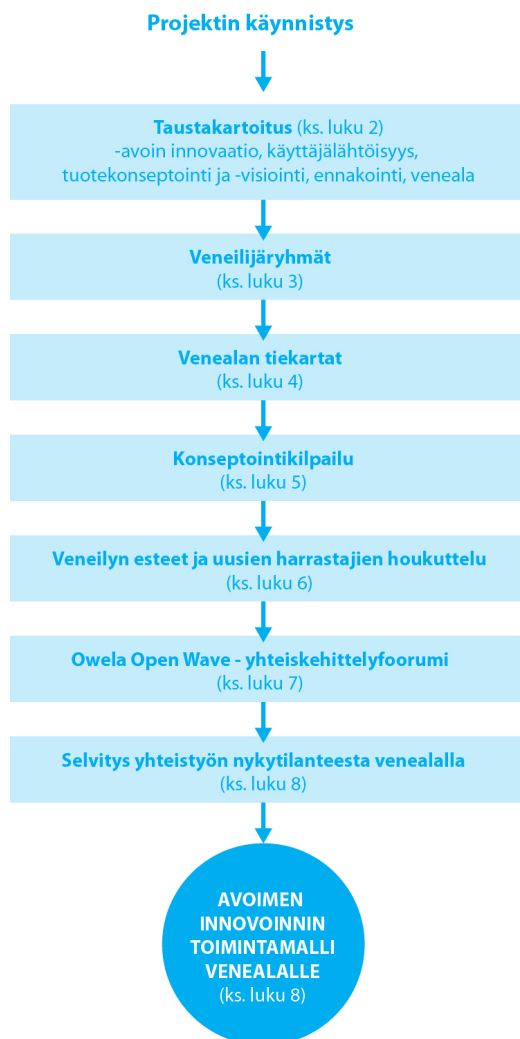 Projektin käynnistys
Taustakartoitus (ks. luku 2)
-avoin innovaatio, käyttäjälähtöisyys,
tuotekonseptointi ja -visiointi, ennakointi, veneala
Veneilijäryhmät
(ks. luku 3)
Venealan tiekartat
(ks. luku 4)
Konseptointikilpailu
(ks. luku 5)
Veneilyn esteet ja uusien harrastajien houkuttelu
(ks. luku 6)
Owela Open Wave - yhteiskehittelyfoorumi
(ks. luku 7)
Selvitys yhteistyön nykytilanteesta venealalla
(ks. luku 8)
AVOIMEN
INNOVOINNIN
TOIMINTAMALLI
VENEALALLE
(ks. luku 8)